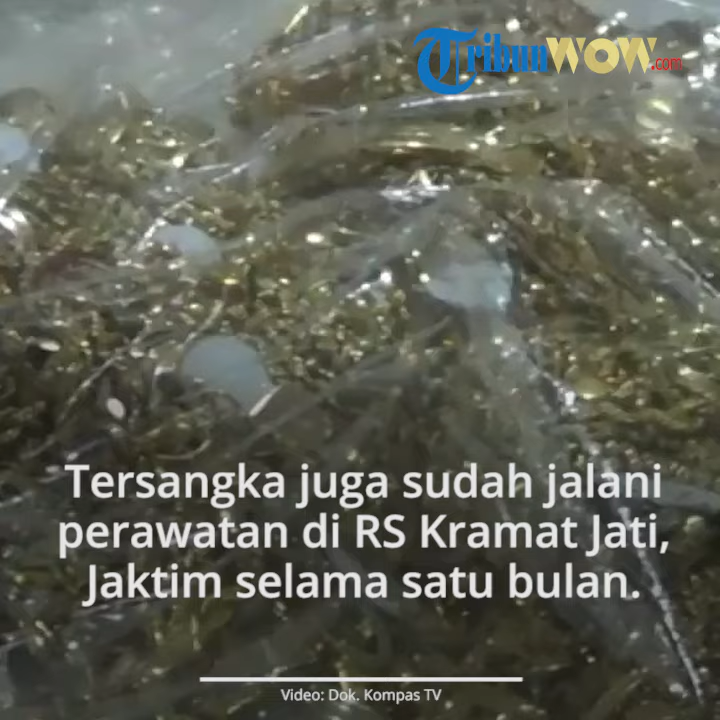 TribunWOW.com
Tersangka juga sudah jalani
perawatan di RS Kramat Jati,
Jaktim selama satu bulan.
Video: Dok. Kompas TV